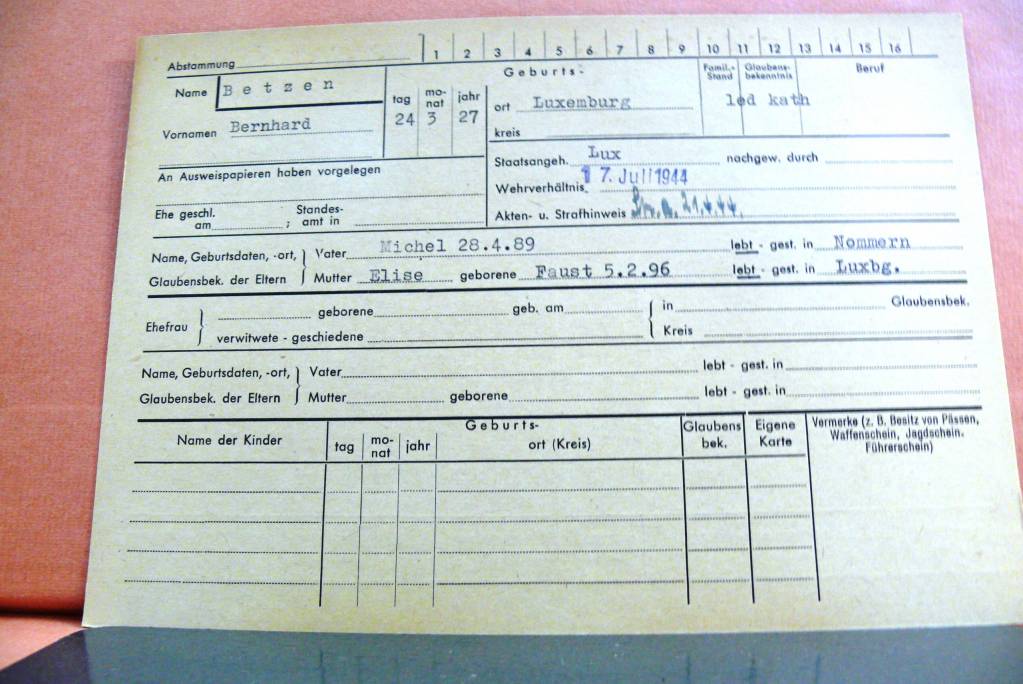 1 2 3 4 5 6 7 8 9 10 11 12 13 14 15 16
Abstammung
Name Betzen
Vornamen Bernhard
Geburts-
tag mo-nat jahr
24 3 27
ort Luxemburg
kreis
Famil.-Stand Glaubens-bekenntnis Beruf
led kath
An Ausweispapieren haben vorgelegen
Staatsangeh. Lux nachgew. durch
Wehrverhältnis 17. Juli 1944
Ehe geschl. am ; Standes-amt in
Akten- u. Strafhinweis 21.4.44.
Name, Geburtsdaten, -ort, Vater Michel 28.4.89 lebt - gest. in Nommern
Glaubensbek. der Eltern Mutter Elise geborene Faust 5.2.96 lebt - gest. in Luxbg.
Ehefrau geborene geb. am in Glaubensbek.
verwitwete - geschiedene Kreis
Name, Geburtsdaten, -ort, Vater lebt - gest. in
Glaubensbek. der Eltern Mutter geborene lebt - gest. in
Name der Kinder
Geburts-
tag mo-nat jahr ort (Kreis)
Glaubens bek.
Eigene Karte
Vermerke (z. B. Besitz von Pässen,
Waffenschein, Jagdschein.
Führerschein)